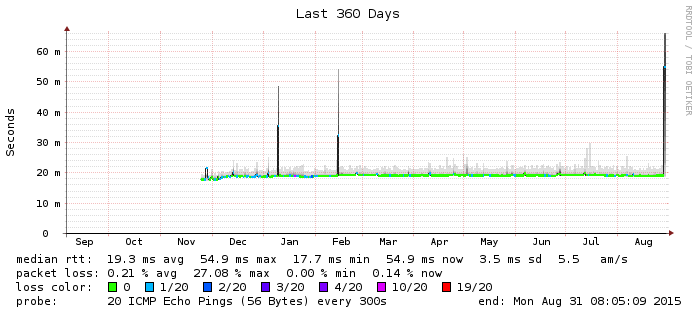 Last 360 Days
RRDTOOL / TOBI OETIKER
Seconds
60 m
50 m
40 m
30 m
20 m
10 m
0
Sep Oct Nov Dec Jan Feb Mar Apr May Jun Jul Aug
median rtt: 19.3 ms avg 54.9 ms max 17.7 ms min 54.9 ms now 3.5 ms sd 5.5 am/s
packet loss: 0.21 % avg 27.08 % max 0.00 % min 0.14 % now
loss color: 0 1/20 2/20 3/20 4/20 10/20 19/20
probe: 20 ICMP Echo Pings (56 Bytes) every 300s end: Mon Aug 31 08:05:09 2015